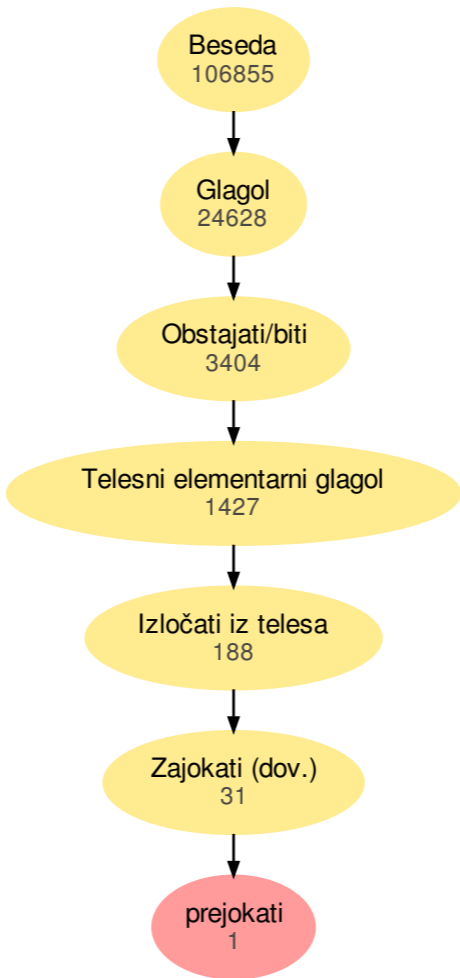 Beseda
106855
Glagol
24628
Obstajati/biti
3404
Telesni elementarni glagol
1427
Izločati iz telesa
188
Zajokati (dov.)
31
prejokati
1